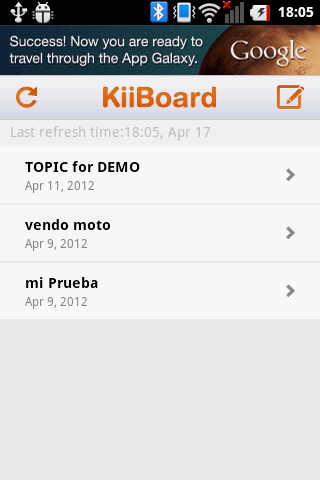 18:05
Success! Now you are ready to
travel through the App Galaxy.
Google
KiiBoard
Last refresh time:18:05, Apr 17
TOPIC for DEMO
Apr 11, 2012
vendo moto
Apr 9, 2012
mi Prueba
Apr 9, 2012